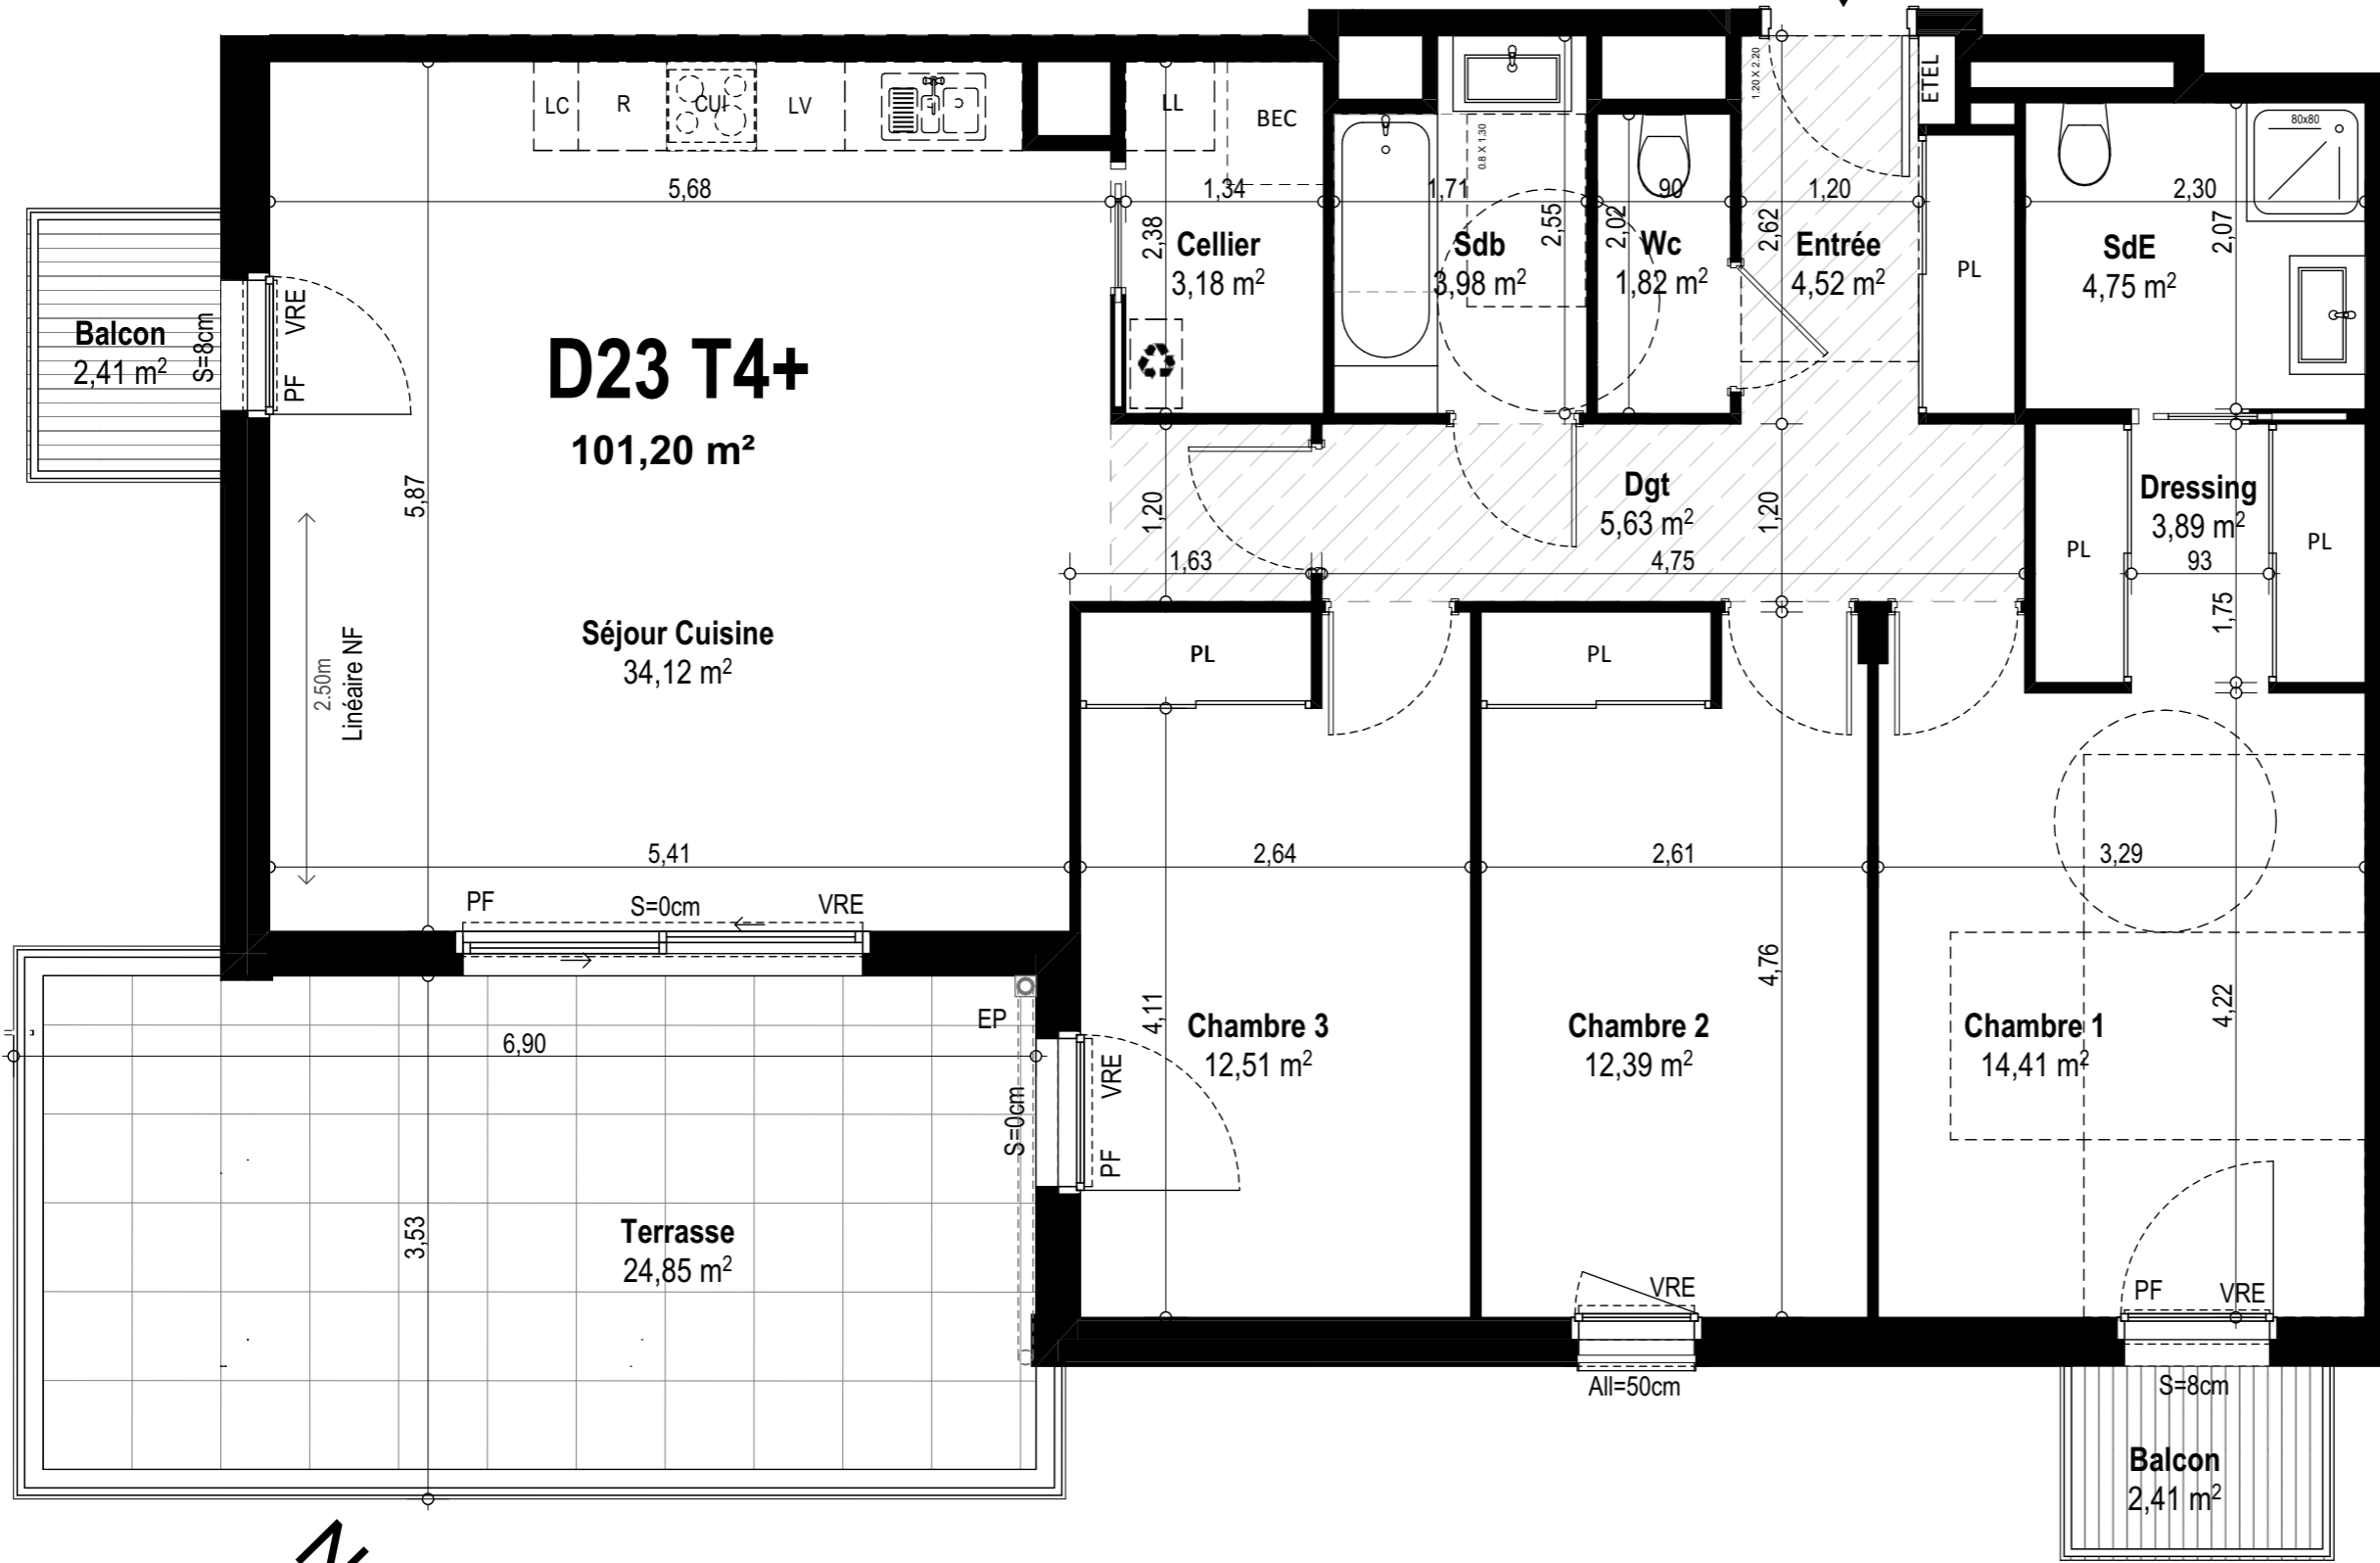 LC
R
CUI
LV
LL
BEC
1.20 X 2.20
ETEL
80x80
0.8 X 1.30
5,68
1,34
1,71
90
1,20
2,30
2,38
2,55
2,02
2,62
2,07
Cellier
3,18 m²
Sdb
3,98 m²
Wc
1,82 m²
Entrée
4,52 m²
PL
SdE
4,75 m²
Balcon
2,41 m²
S=8cm
VRE
PF
D23 T4+
101,20 m²
5,87
1,20
Dgt
5,63 m²
1,20
Dressing
3,89 m²
PL
PL
93
1,63
4,75
1,75
2.50m
Linéaire NF
Séjour Cuisine
34,12 m²
PL
PL
5,41
2,64
2,61
3,29
PF
S=0cm
VRE
EP
6,90
4,11
4,76
4,22
Chambre 3
12,51 m²
Chambre 2
12,39 m²
Chambre 1
14,41 m²
S=0cm
VRE
PF
3,53
Terrasse
24,85 m²
VRE
PF
VRE
All=50cm
S=8cm
Balcon
2,41 m²